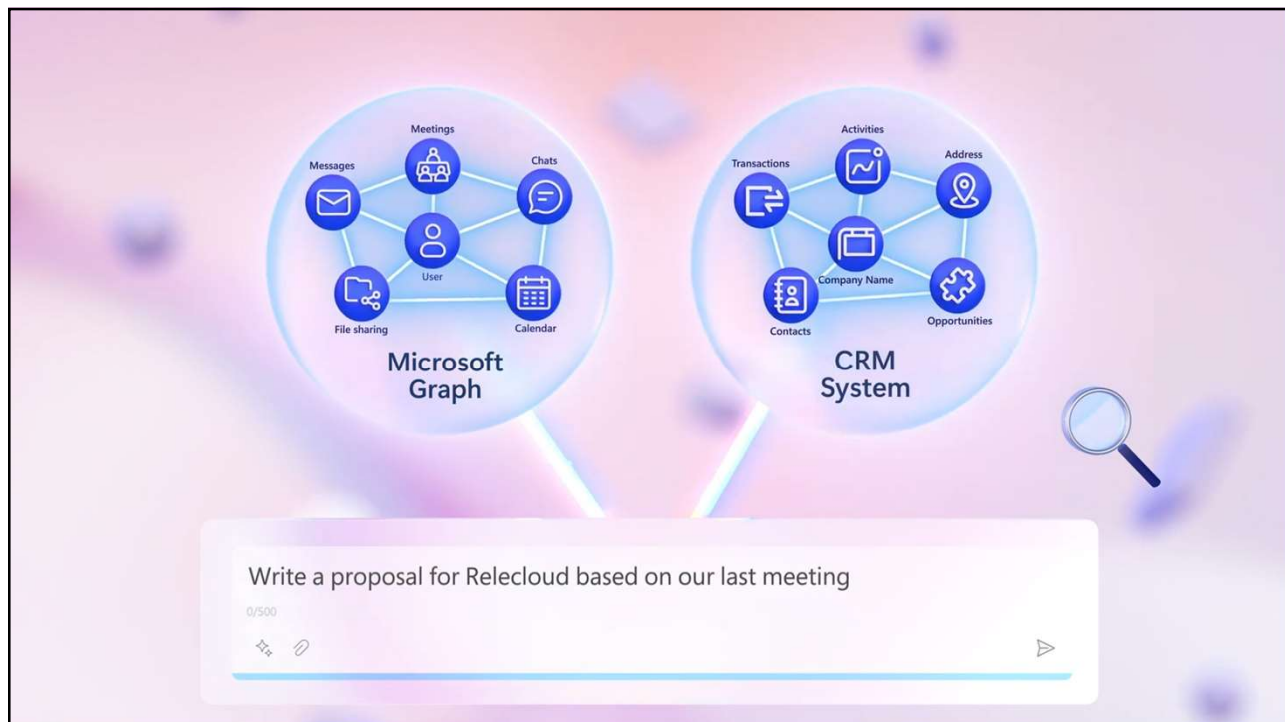 Meetings
Messages
Chats
User
File sharing
Calendar
Microsoft
Graph
Activities
Transactions
Address
Company Name
Contacts
Opportunities
CRM
System
Write a proposal for Relecloud based on our last meeting
0/500